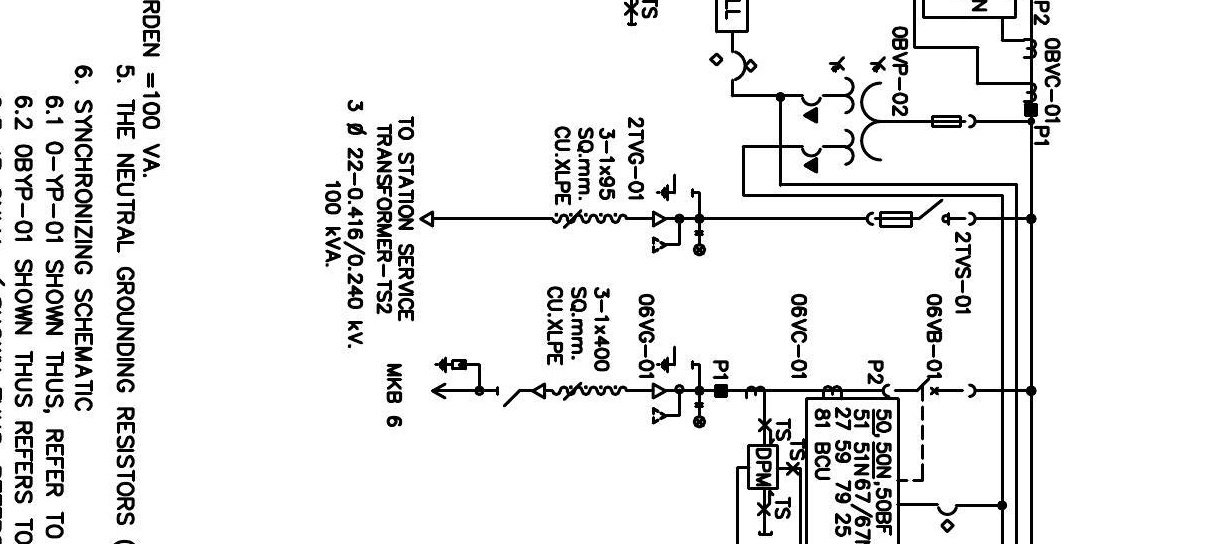 N
P2
0BVC-01
P1
0BVP-02
LL
TS
2TVS-01
2TVG-01
3-1x95
SQ.mm.
CU.XLPE
TO STATION SERVICE
TRANSFORMER-TS2
3 Ø 22-0.416/0.240 kV.
100 kVA.
06VB-01
P2
06VC-01
P1
06VG-01
3-1x400
SQ.mm.
CU.XLPE
MKB 6
50,50N,50BF
51 51N67/67
27 59 79 25
81 BCU
TS
TS
DPM
TS
RDEN =100 VA.
5. THE NEUTRAL GROUNDING RESISTORS (
6. SYNCHRONIZING SCHEMATIC
6.1 0-YP-01 SHOWN THUS, REFER TO
6.2 0BYP-01 SHOWN THUS REFERS TO